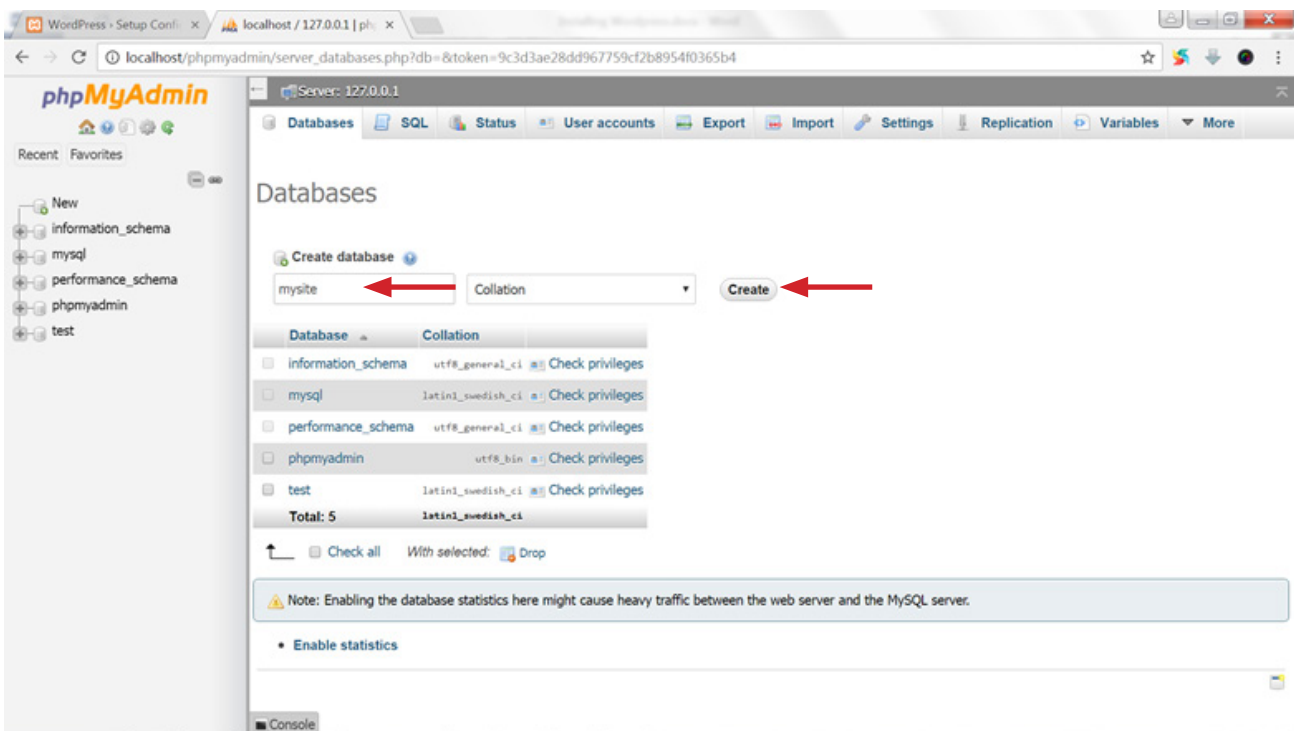 WordPress › Setup Confi
localhost / 127.0.0.1 | ph
localhost/phpmyadmin/server_databases.php?db=&token=9c3d3ae28dd967759cf2b8954f0365b4
phpMyAdmin
Recent Favorites
New
information_schema
mysql
performance_schema
phpmyadmin
test
Server: 127.0.0.1
Databases SQL Status User accounts Export Import Settings Replication Variables More
Databases
Create database
mysite Collation Create
Database Collation
information_schema utf8_general_ci Check privileges
mysql latin1_swedish_ci Check privileges
performance_schema utf8_general_ci Check privileges
phpmyadmin utf8_bin Check privileges
test latin1_swedish_ci Check privileges
Total: 5 latin1_swedish_ci
Check all With selected: Drop
Note: Enabling the database statistics here might cause heavy traffic between the web server and the MySQL server.
Enable statistics
Console